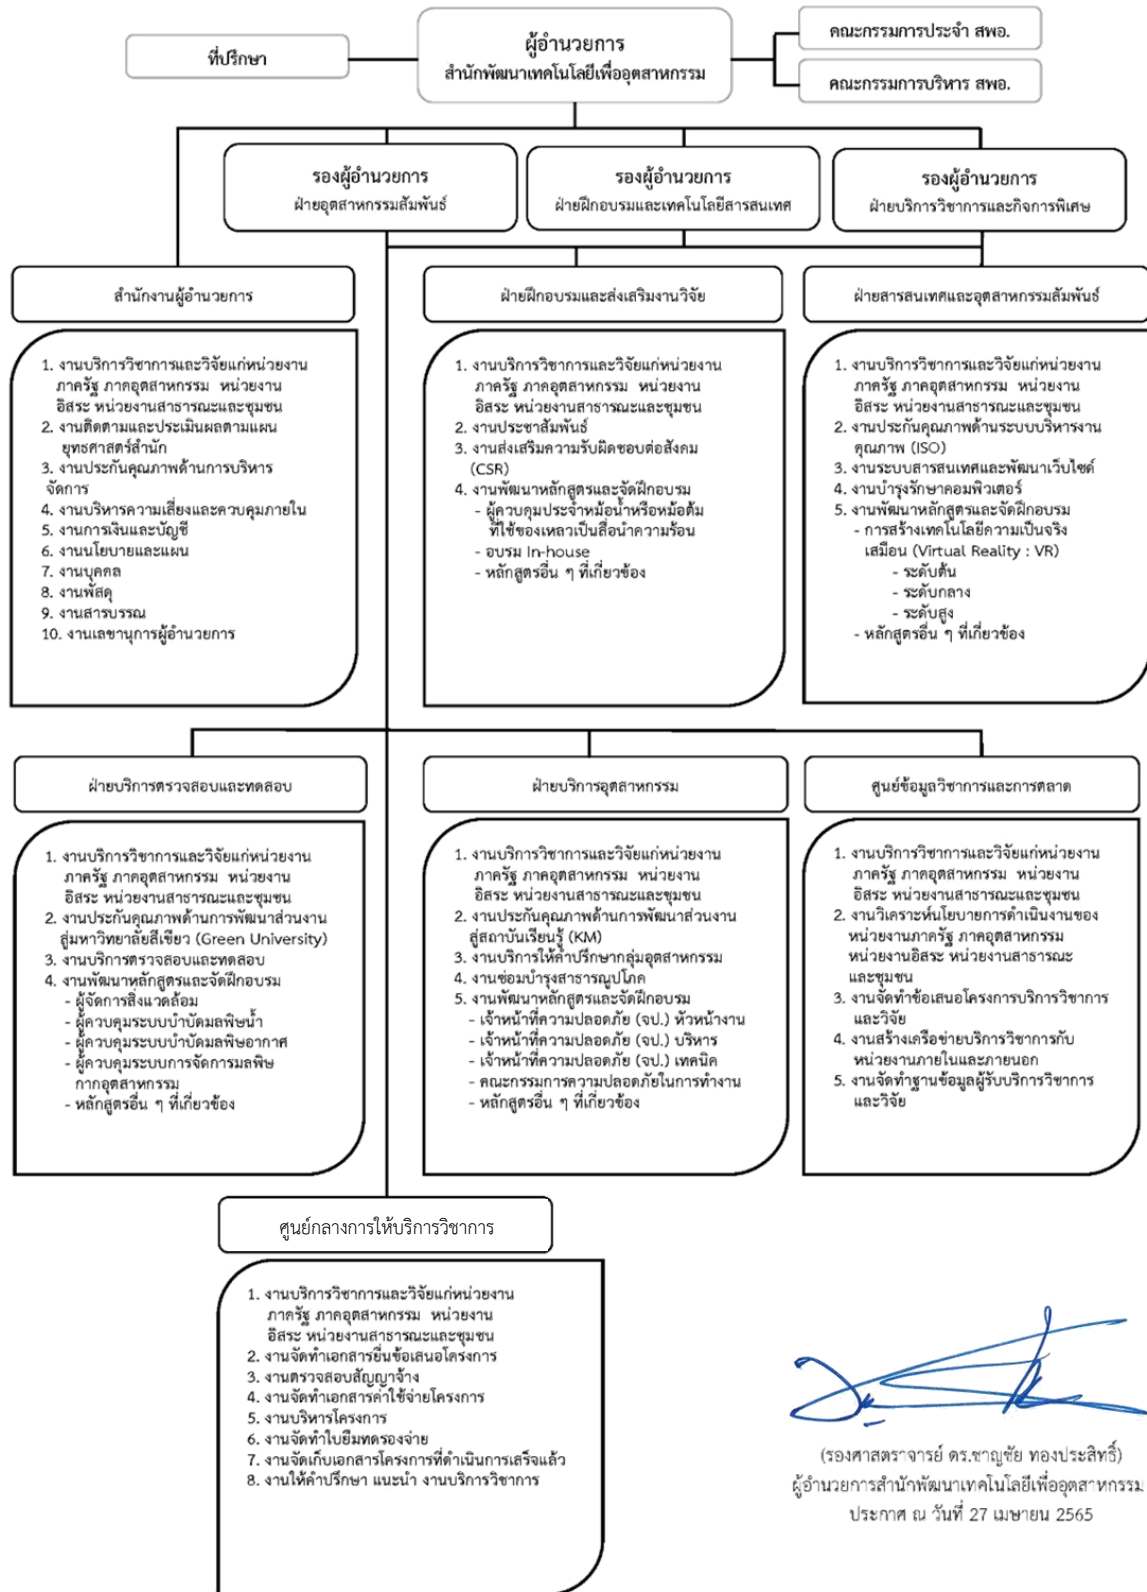 ที่ปรึกษา
ผู้อำนวยการ
สำนักพัฒนาเทคโนโลยีเพื่ออุตสาหกรรม
คณะกรรมการประจำ สพอ.
คณะกรรมการบริหาร สพอ.
รองผู้อำนวยการ
ฝ่ายอุตสาหกรรมสัมพันธ์
รองผู้อำนวยการ
ฝ่ายฝึกอบรมและเทคโนโลยีสารสนเทศ
รองผู้อำนวยการ
ฝ่ายบริการวิชาการและกิจการพิเศษ
สำนักงานผู้อำนวยการ
1. งานบริการวิชาการและวิจัยแก่หน่วยงาน
ภาครัฐ ภาคอุตสาหกรรม หน่วยงาน
อิสระ หน่วยงานสาธารณะและชุมชน
2. งานติดตามและประเมินผลตามแผน
ยุทธศาสตร์สำนัก
3. งานประกันคุณภาพด้านการบริหาร
จัดการ
4. งานบริหารความเสี่ยงและควบคุมภายใน
5. งานการเงินและบัญชี
6. งานนโยบายและแผน
7. งานบุคคล
8. งานพัสดุ
9. งานสารบรรณ
10. งานเลขานุการผู้อำนวยการ
ฝ่ายฝึกอบรมและส่งเสริมงานวิจัย
1. งานบริการวิชาการและวิจัยแก่หน่วยงาน
ภาครัฐ ภาคอุตสาหกรรม หน่วยงาน
อิสระ หน่วยงานสาธารณะและชุมชน
2. งานประชาสัมพันธ์
3. งานส่งเสริมความรับผิดชอบต่อสังคม
(CSR)
4. งานพัฒนาหลักสูตรและจัดฝึกอบรม
- ผู้ควบคุมประจำหม้อน้ำหรือหม้อต้ม
ที่ใช้ของเหลวเป็นสื่อนำความร้อน
- อบรม In-house
- หลักสูตรอื่น ๆ ที่เกี่ยวข้อง
ฝ่ายสารสนเทศและอุตสาหกรรมสัมพันธ์
1. งานบริการวิชาการและวิจัยแก่หน่วยงาน
ภาครัฐ ภาคอุตสาหกรรม หน่วยงาน
อิสระ หน่วยงานสาธารณะและชุมชน
2. งานประกันคุณภาพด้านระบบบริหารงาน
คุณภาพ (ISO)
3. งานระบบสารสนเทศและพัฒนาเว็บไซต์
4. งานบำรุงรักษาคอมพิวเตอร์
5. งานพัฒนาหลักสูตรและจัดฝึกอบรม
- การสร้างเทคโนโลยีความเป็นจริง
เสมือน (Virtual Reality : VR)
- ระดับต้น
- ระดับกลาง
- ระดับสูง
- หลักสูตรอื่น ๆ ที่เกี่ยวข้อง
ฝ่ายบริการตรวจสอบและทดสอบ
1. งานบริการวิชาการและวิจัยแก่หน่วยงาน
ภาครัฐ ภาคอุตสาหกรรม หน่วยงาน
อิสระ หน่วยงานสาธารณะและชุมชน
2. งานประกันคุณภาพด้านการพัฒนาส่วนงาน
สู่มหาวิทยาลัยสีเขียว (Green University)
3. งานบริการตรวจสอบและทดสอบ
4. งานพัฒนาหลักสูตรและจัดฝึกอบรม
- ผู้จัดการสิ่งแวดล้อม
- ผู้ควบคุมระบบบำบัดมลพิษน้ำ
- ผู้ควบคุมระบบบำบัดมลพิษอากาศ
- ผู้ควบคุมระบบการจัดการมลพิษ
กากอุตสาหกรรม
- หลักสูตรอื่น ๆ ที่เกี่ยวข้อง
ฝ่ายบริการอุตสาหกรรม
1. งานบริการวิชาการและวิจัยแก่หน่วยงาน
ภาครัฐ ภาคอุตสาหกรรม หน่วยงาน
อิสระ หน่วยงานสาธารณะและชุมชน
2. งานประกันคุณภาพด้านการพัฒนาส่วนงาน
สู่สถาบันเรียนรู้ (KM)
3. งานบริการให้คำปรึกษากลุ่มอุตสาหกรรม
4. งานซ่อมบำรุงสาธารณูปโภค
5. งานพัฒนาหลักสูตรและจัดฝึกอบรม
- เจ้าหน้าที่ความปลอดภัย (จป.) หัวหน้างาน
- เจ้าหน้าที่ความปลอดภัย (จป.) บริหาร
- เจ้าหน้าที่ความปลอดภัย (จป.) เทคนิค
- คณะกรรมการความปลอดภัยในการทำงาน
- หลักสูตรอื่น ๆ ที่เกี่ยวข้อง
ศูนย์ข้อมูลวิชาการและการตลาด
1. งานบริการวิชาการและวิจัยแก่หน่วยงาน
ภาครัฐ ภาคอุตสาหกรรม หน่วยงาน
อิสระ หน่วยงานสาธารณะและชุมชน
2. งานวิเคราะห์นโยบายการดำเนินงานของ
หน่วยงานภาครัฐ ภาคอุตสาหกรรม
หน่วยงานอิสระ หน่วยงานสาธารณะ
และชุมชน
3. งานจัดทำข้อเสนอโครงการบริการวิชาการ
และวิจัย
4. งานสร้างเครือข่ายบริการวิชาการกับ
หน่วยงานภายในและภายนอก
5. งานจัดทำฐานข้อมูลผู้รับบริการวิชาการ
และวิจัย
ศูนย์กลางการให้บริการวิชาการ
1. งานบริการวิชาการและวิจัยแก่หน่วยงาน
ภาครัฐ ภาคอุตสาหกรรม หน่วยงาน
อิสระ หน่วยงานสาธารณะและชุมชน
2. งานจัดทำเอกสารยื่นข้อเสนอโครงการ
3. งานตรวจสอบสัญญาจ้าง
4. งานจัดทำเอกสารค่าใช้จ่ายโครงการ
5. งานบริหารโครงการ
6. งานจัดทำใบยืมทดรองจ่าย
7. งานจัดเก็บเอกสารโครงการที่ดำเนินการเสร็จแล้ว
8. งานให้คำปรึกษา แนะนำ งานบริการวิชาการ
(รองศาสตราจารย์ ดร.ชาญชัย ทองประสิทธิ์)
ผู้อำนวยการสำนักพัฒนาเทคโนโลยีเพื่ออุตสาหกรรม
ประกาศ ณ วันที่ 27 เมษายน 2565